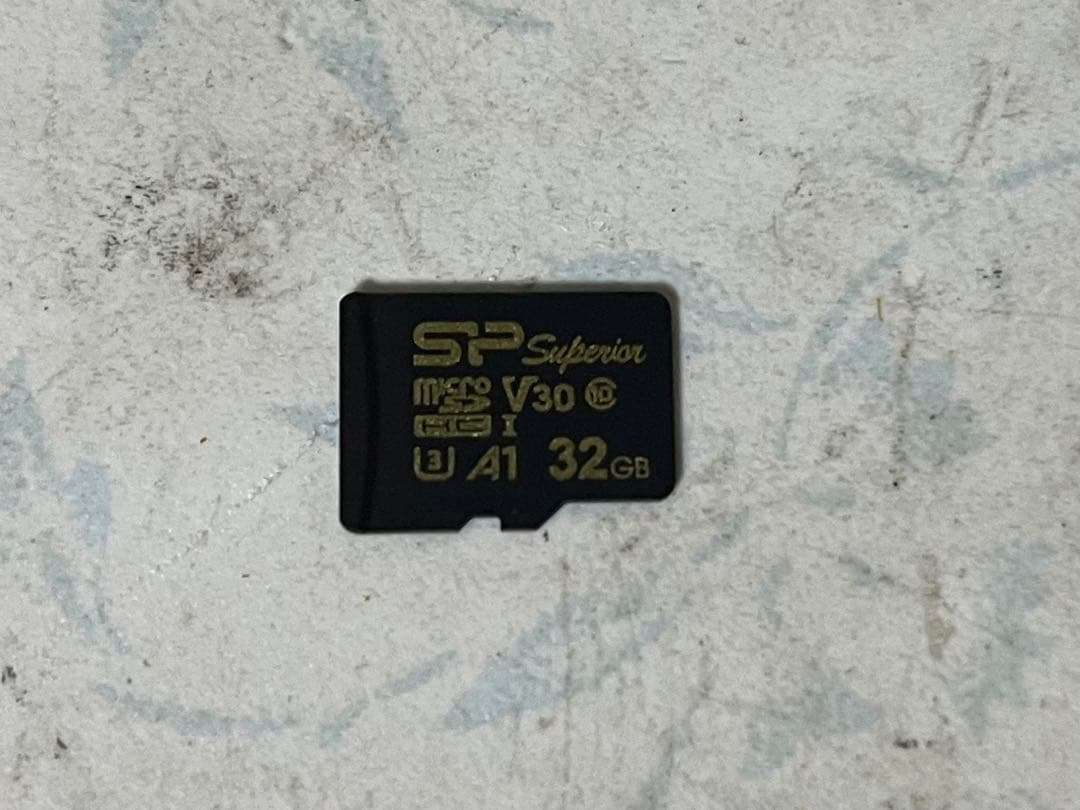 SP Superior
micro SD HC I V30 10
U3 A1 32GB